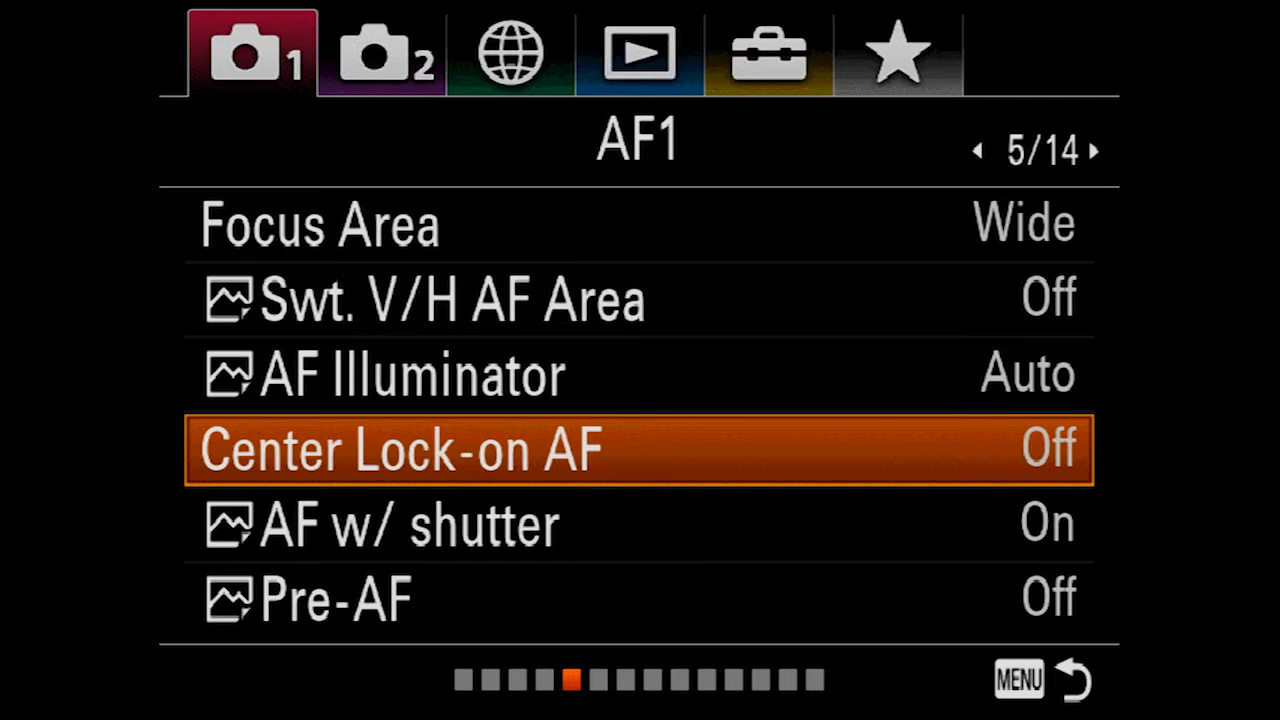 1 2
AF1
5/14
Focus Area Wide
Swt. V/H AF Area Off
AF Illuminator Auto
Center Lock-on AF Off
AF w/ shutter On
Pre-AF Off
MENU